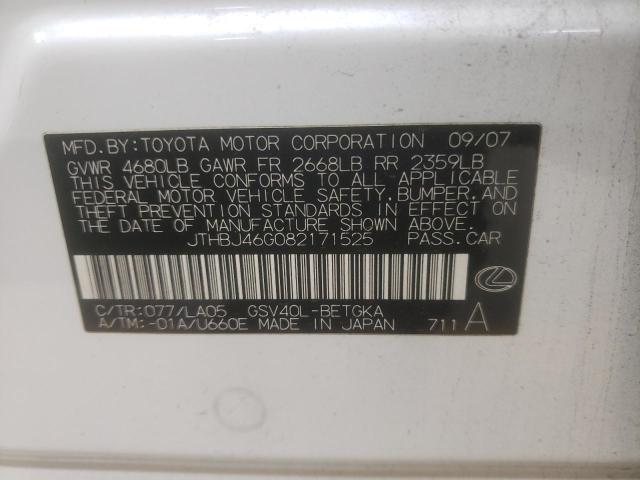 MFD.BY:TOYOTA MOTOR CORPORATION 09/07
GVWR 4680LB GAWR FR 2668LB RR 2359LB
THIS VEHICLE CONFORMS TO ALL APPLICABLE
FEDERAL MOTOR VEHICLE SAFETY,BUMPER,AND
THEFT PREVENTION STANDARDS IN EFFECT ON
THE DATE OF MANUFACTURE SHOWN ABOVE.
JTHBJ46G082171525 PASS.CAR
C/TR:077/LA05 GSV40L-BETGKA
A/TM:-01A/U660E MADE IN JAPAN 711 A